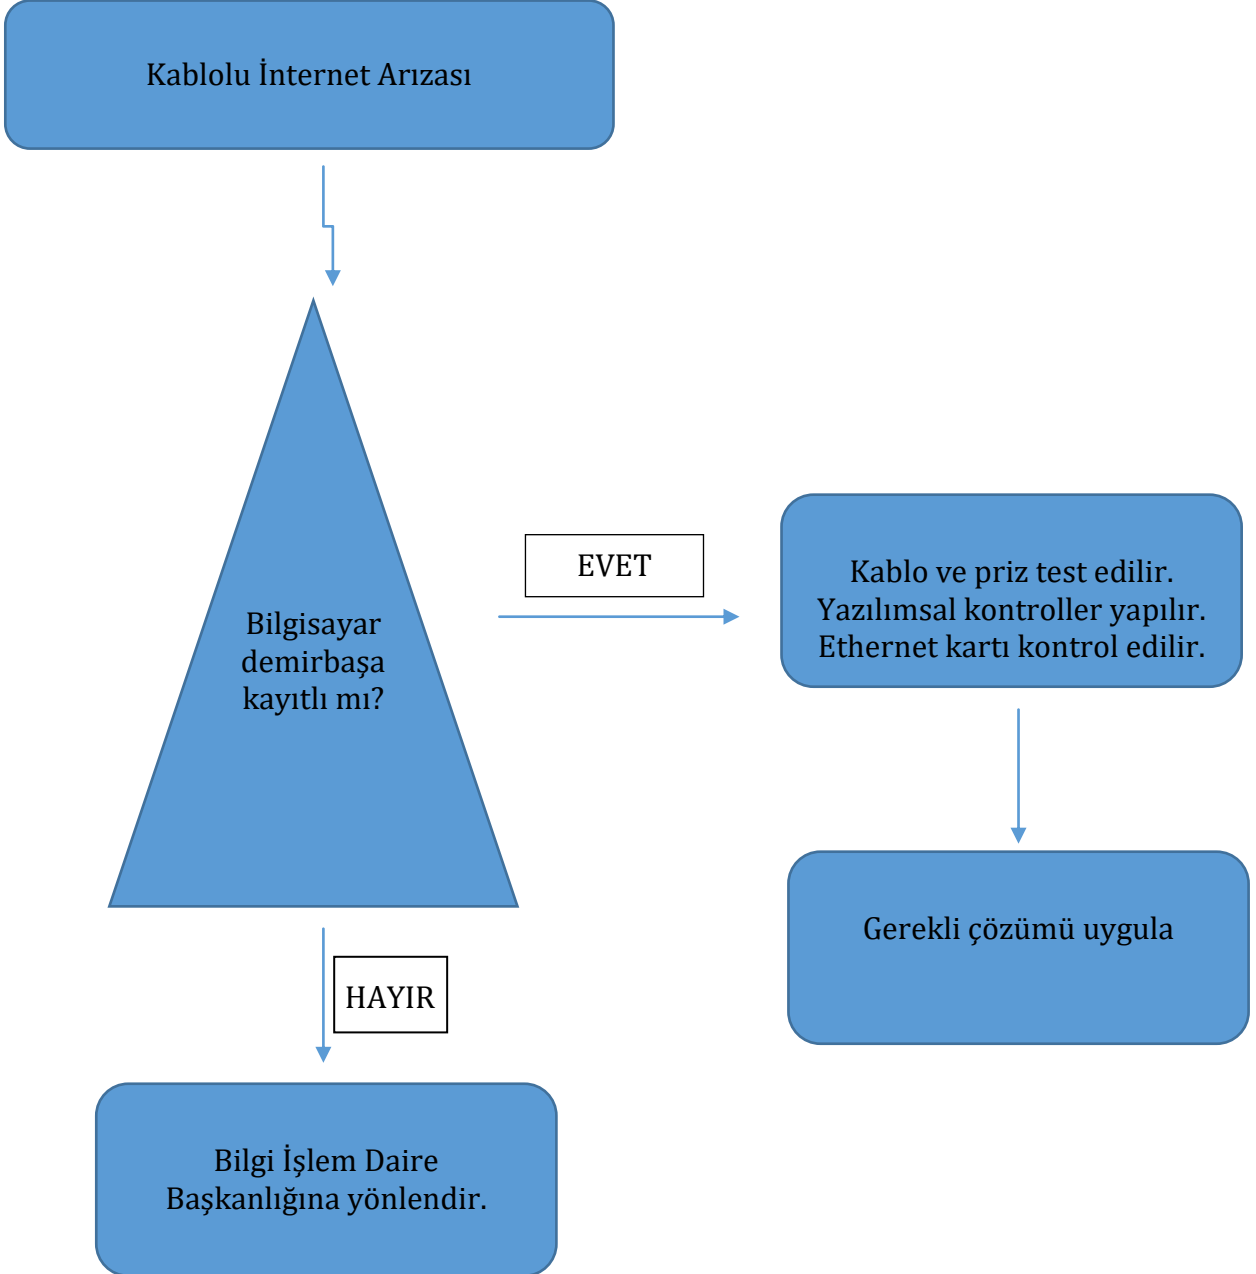 Kablolu İnternet Arızası
Bilgisayar
demirbaşa
kayıtlı mı?
EVET
Kablo ve priz test edilir.
Yazılımsal kontroller yapılır.
Ethernet kartı kontrol edilir.
Gerekli çözümü uygula
HAYIR
Bilgi İşlem Daire
Başkanlığına yönlendir.